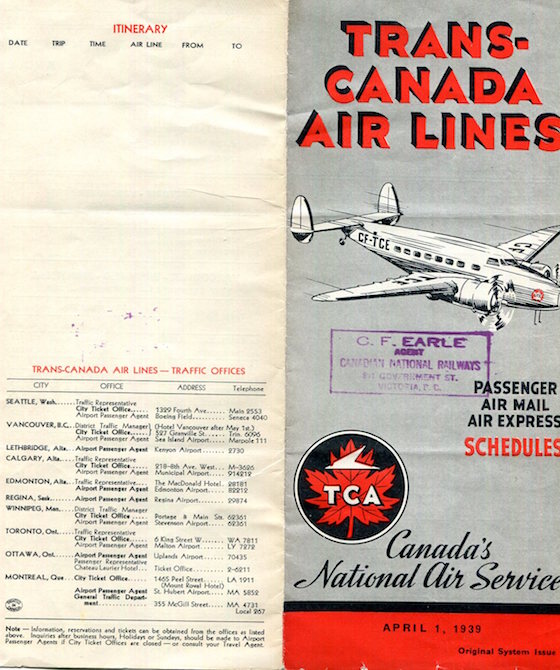 ITINERARY
DATE TRIP TIME AIR LINE FROM TO
TRANS-CANADA AIR LINES — TRAFFIC OFFICES
CITY OFFICE ADDRESS Telephone
SEATTLE, Wash..... Traffic Representative
City Ticket Office..... 1329 Fourth Ave..... Main 2553
Airport Passenger Agent Boeing Field..... Seneca 4040
VANCOUVER, B.C... District Traffic Manager} (Hotel Vancouver after May 1st.)
City Ticket Office.....} 527 Granville St..... Trin. 6096
Airport Passenger Agent Sea Island Airport..... Marpole 111
LETHBRIDGE, Alta.. Airport Passenger Agent Kenyon Airport..... 2730
CALGARY, Alta..... Traffic Representative
City Ticket Office..... 218-8th Ave. West.... M-3626
Airport Passenger Agent Municipal Airport..... 914212
EDMONTON, Alta... Traffic Representative The MacDonald Hotel.. 28181
Airport Passenger Agent Edmonton Airport..... 82212
REGINA, Sask..... Airport Passenger Agent Regina Airport..... 29874
WINNIPEG, Man.... District Traffic Manager
City Ticket Office..... Portage & Main Sts. 62361
Airport Passenger Agent Stevenson Airport..... 62361
TORONTO, Ont..... Traffic Representative
City Ticket Office..... 6 King Street W..... WA 7811
Airport Passenger Agent Malton Airport..... LY 7272
OTTAWA, Ont..... Airport Passenger Agent Uplands Airport..... 70435
Passenger Representative
Chateau Laurier Hotel.. Ticket Office..... 2-6211
MONTREAL, Que... City Ticket Office..... 1465 Peel Street LA 1911
(Mount Royal Hotel)
Airport Passenger Agent St. Hubert Airport.... MA 5852
General Traffic Depart-
ment 355 McGill Street.... MA 4731
Local 267
Note — Information, reservations and tickets can be obtained from the offices as listed
above. Inquiries after business hours, Holidays or Sundays, should be made to Airport
Passenger Agent if City Ticket Offices are closed — or consult your Travel Agent.
TRANS-
CANADA
AIR LINES
CF-TCE
C. F. EARLE
AGENT
CANADIAN NATIONAL RAILWAYS
911 GOVERNMENT ST.
VICTORIA, B. C.
PASSENGER
AIR MAIL
AIR EXPRESS
SCHEDULES
TCA
Canada's
National Air Service
APRIL 1, 1939
Original System Issue